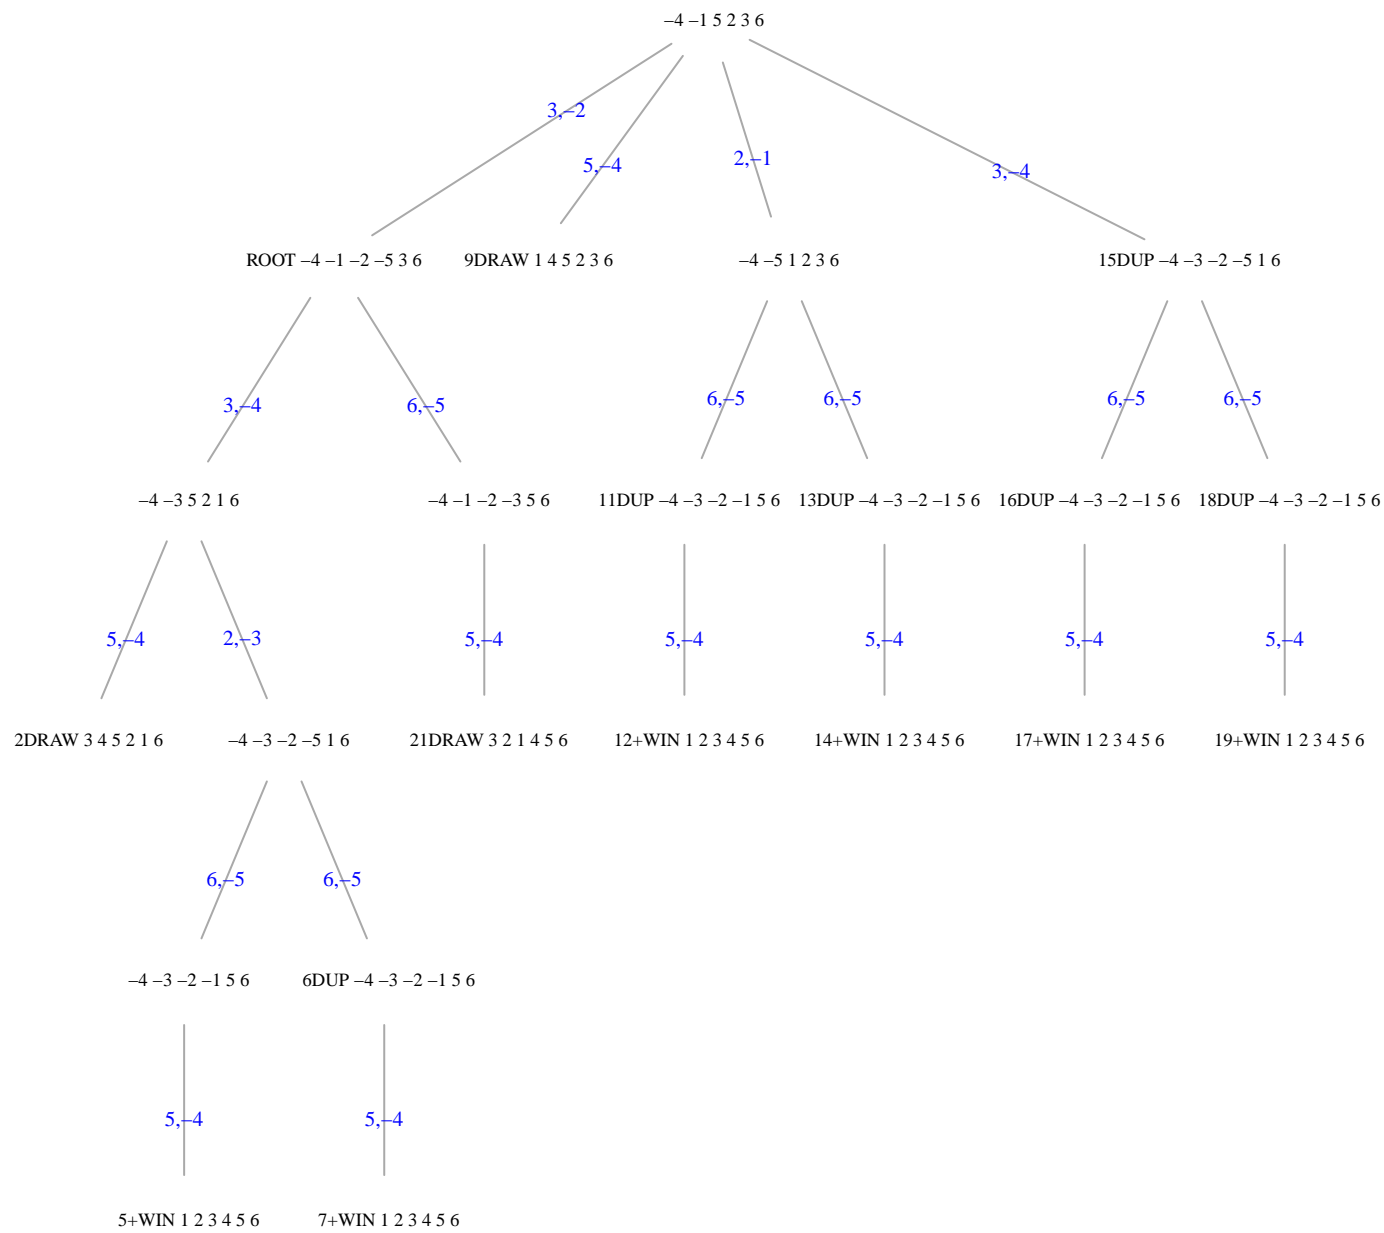 –4 –1 5 2 3 6
3,–2
5,–4
2,–1
3,–4
ROOT –4 –1 –2 –5 3 6
9DRAW 1 4 5 2 3 6
–4 –5 1 2 3 6
15DUP –4 –3 –2 –5 1 6
3,–4
6,–5
6,–5
6,–5
6,–5
6,–5
–4 –3 5 2 1 6
–4 –1 –2 –3 5 6
11DUP –4 –3 –2 –1 5 6
13DUP –4 –3 –2 –1 5 6
16DUP –4 –3 –2 –1 5 6
18DUP –4 –3 –2 –1 5 6
5,–4
2,–3
5,–4
5,–4
5,–4
5,–4
5,–4
2DRAW 3 4 5 2 1 6
–4 –3 –2 –5 1 6
21DRAW 3 2 1 4 5 6
12+WIN 1 2 3 4 5 6
14+WIN 1 2 3 4 5 6
17+WIN 1 2 3 4 5 6
19+WIN 1 2 3 4 5 6
6,–5
6,–5
–4 –3 –2 –1 5 6
6DUP –4 –3 –2 –1 5 6
5,–4
5,–4
5+WIN 1 2 3 4 5 6
7+WIN 1 2 3 4 5 6